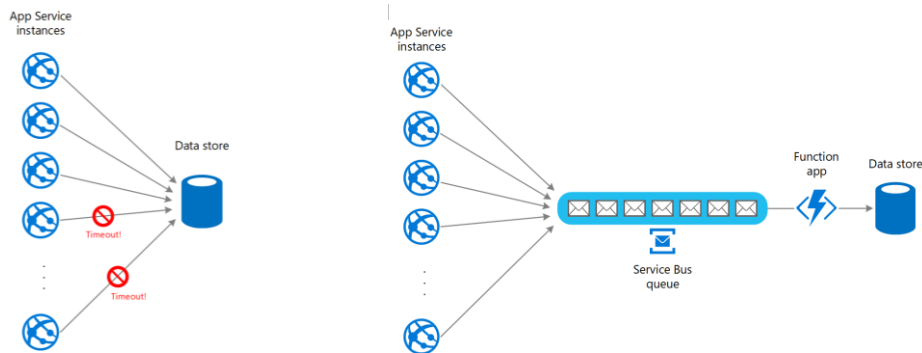 App Service
instances
Data store
Timeout!
Timeout!
App Service
instances
Function
app
Data store
Service Bus
queue